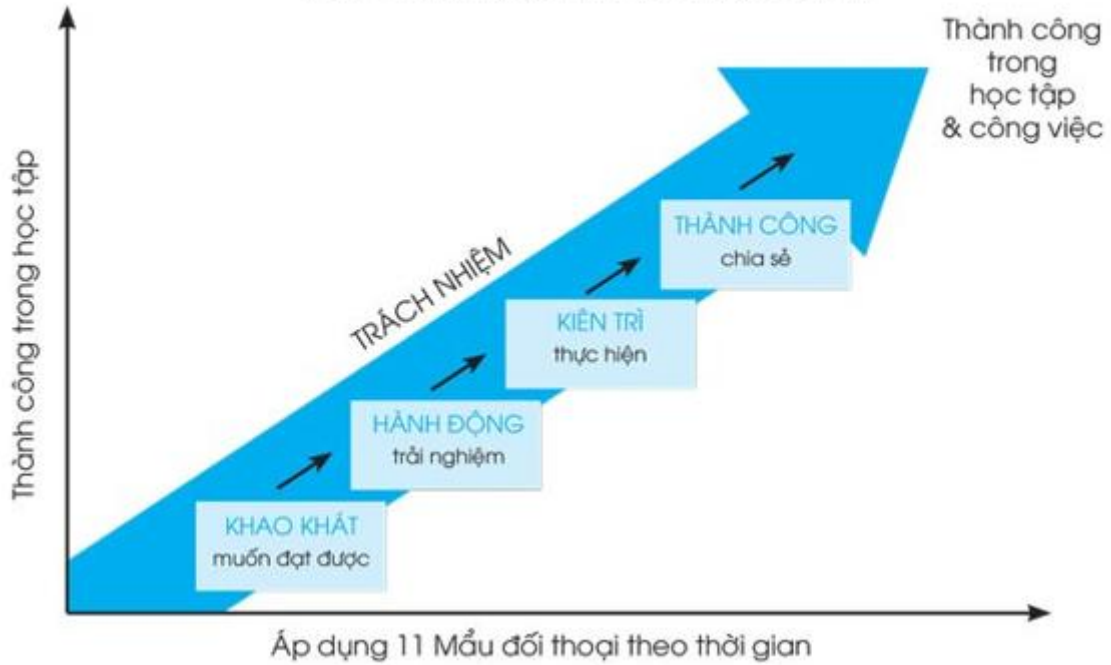 Thành công
trong
học tập
& công việc
Thành công trong học tập
TRÁCH NHIỆM
THÀNH CÔNG
chia sẻ
KIÊN TRÌ
thực hiện
HÀNH ĐỘNG
trải nghiệm
KHAO KHÁT
muốn đạt được
Áp dụng 11 Mẩu đối thoại theo thời gian